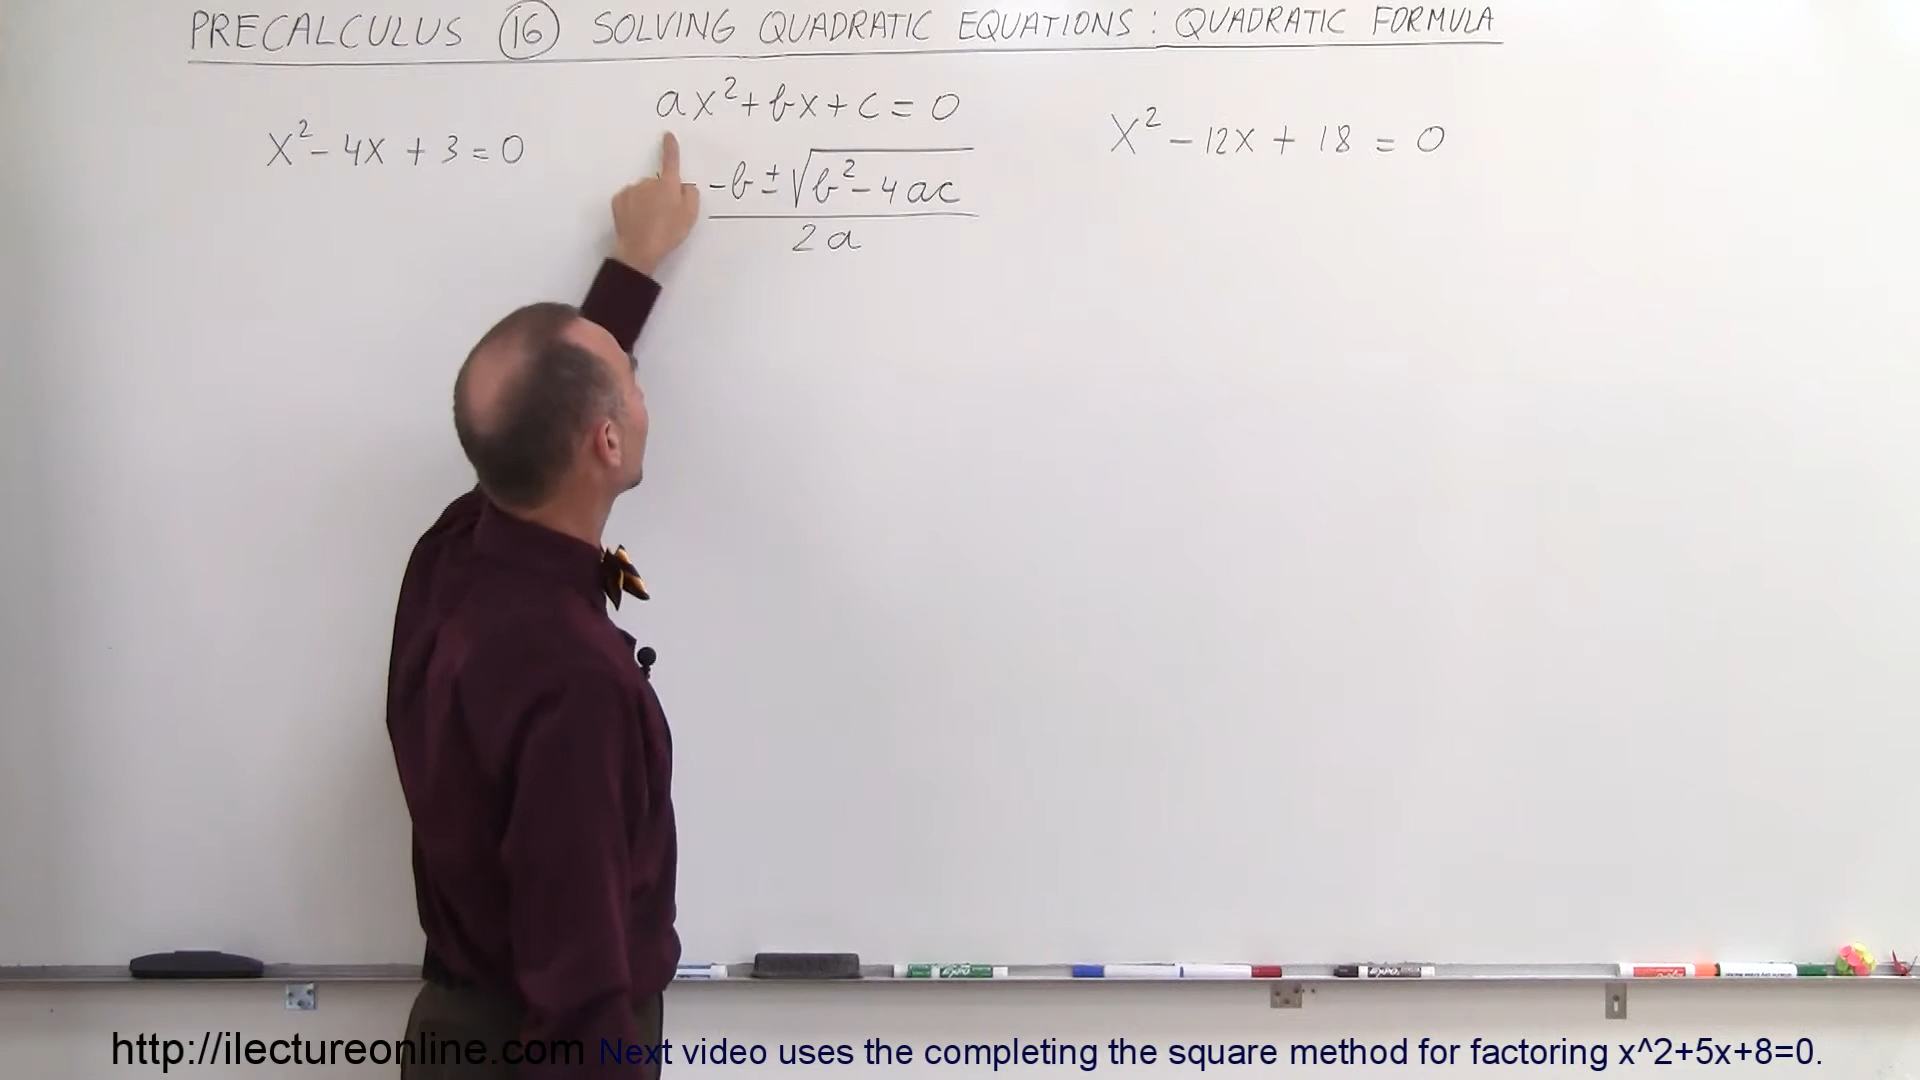 PRECALCULUS 16 SOLVING QUADRATIC EQUATIONS : QUADRATIC FORMULA
x² - 4x + 3 = 0
ax² + bx + c = 0
-b ± √b² - 4ac
2a
x² - 12x + 18 = 0
http://ilectureonline.com Next video uses the completing the square method for factoring x^2+5x+8=0.